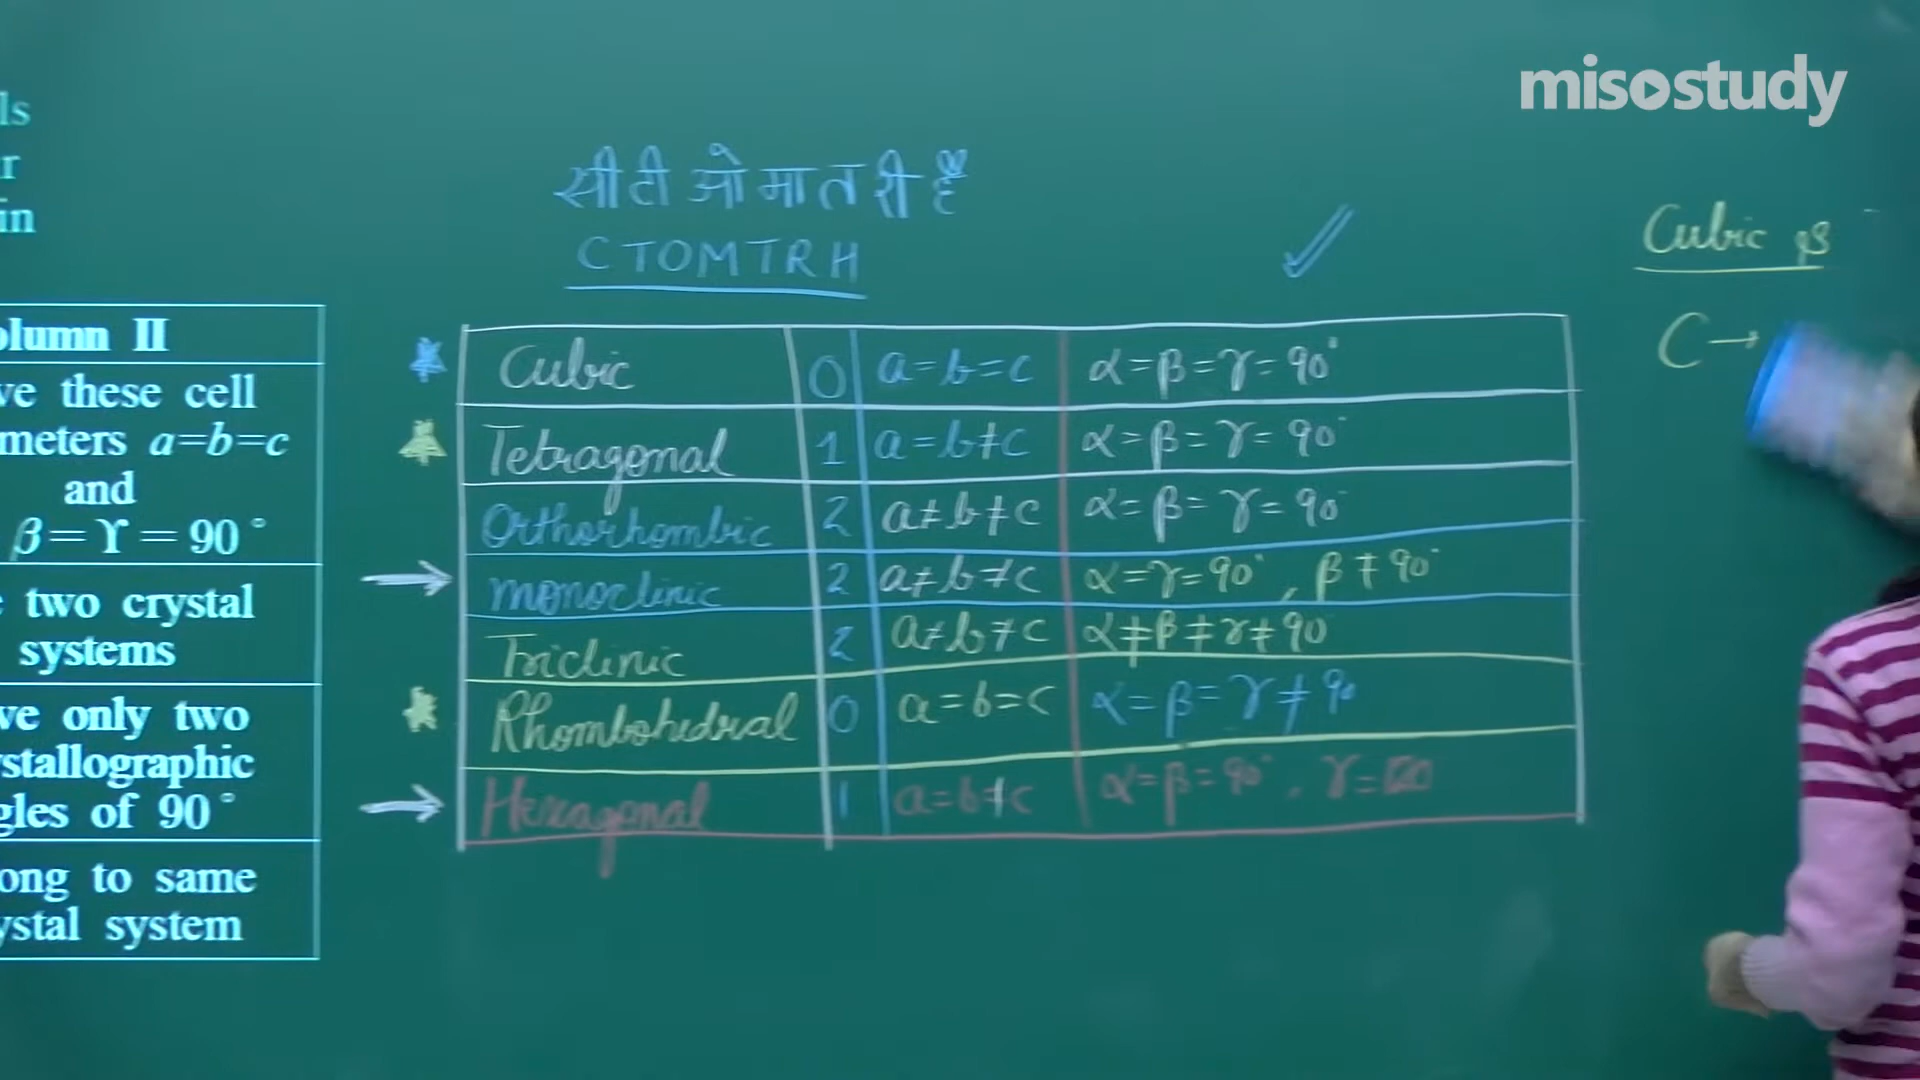 misostudy
ls
r
in
सीटी ओ मा त री है
CTOMTRH
Cubic
C→
olumn II
ve these cell
meters a=b=c
and
β=Υ=90°
two crystal
systems
ve only two
stallographic
gles of 90°
ong to same
ystal system
Cubic 0 a=b=c α=β=γ=90°
Tetragonal 1 a=b≠c α=β=γ=90°
Orthorhombic 2 a≠b≠c α=β=γ=90°
monoclinic 2 a≠b≠c α=γ=90°, β≠90°
Triclinic 2 a≠b≠c α≠β≠γ≠90
Rhombohedral 0 a=b=c α=β=γ≠90
Hexagonal 1 a=b≠c α=β=90°, γ=120